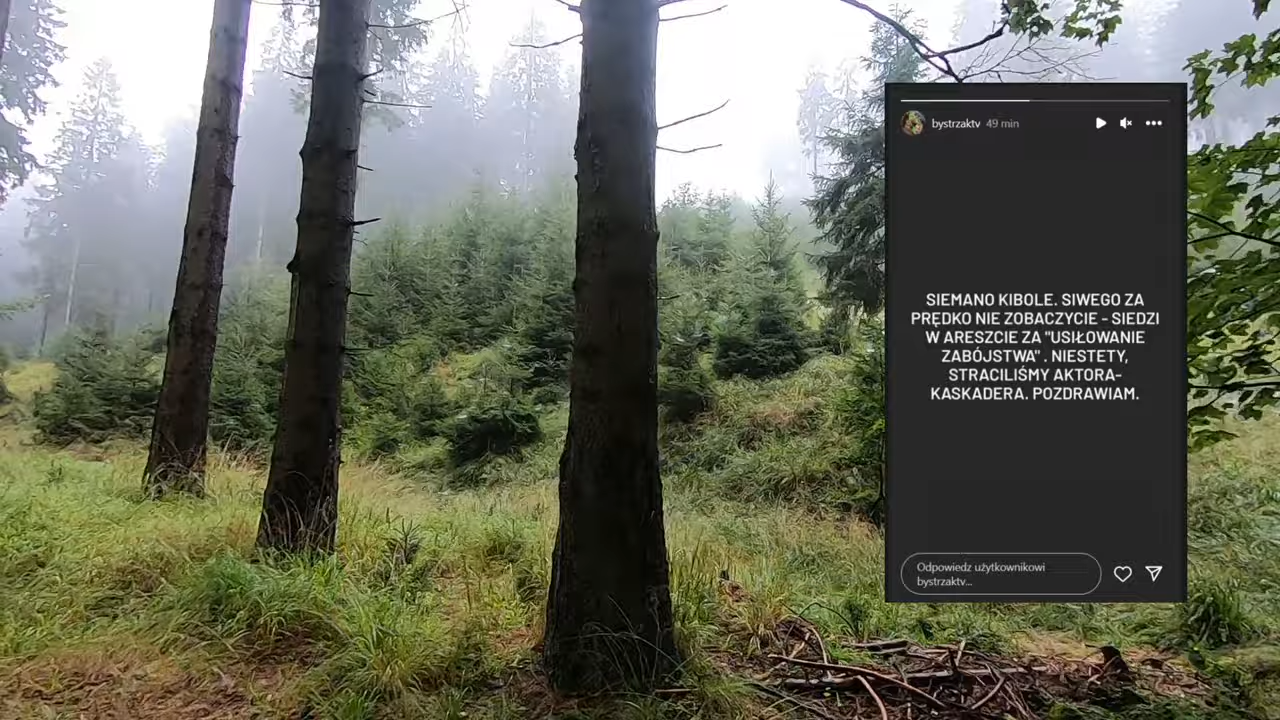 bystrzaktv 49 min
SIEMANO KIBOLE. SIWEGO ZA
PRĘDKO NIE ZOBACZYCIE - SIEDZI
W ARESZCIE ZA "USIŁOWANIE
ZABÓJSTWA" . NIESTETY,
STRACILIŚMY AKTORA-
KASKADERA. POZDRAWIAM.
Odpowiedz użytkownikowi
bystrzaktv...